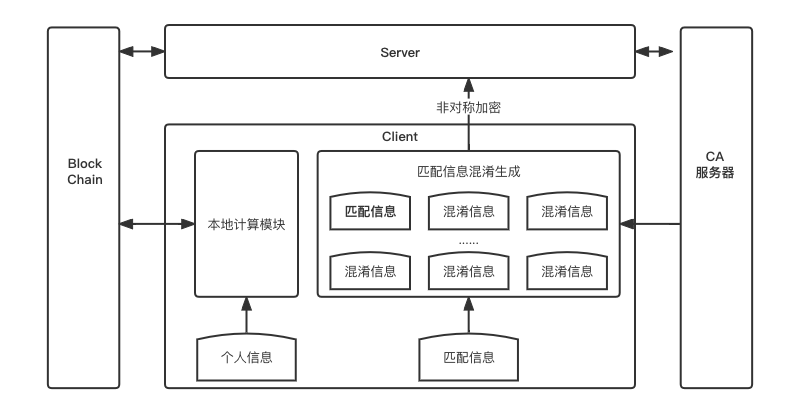 Server
非对称加密
Client
Block
Chain
CA
服务器
匹配信息混淆生成
匹配信息
混淆信息
混淆信息
本地计算模块
......
混淆信息
混淆信息
混淆信息
个人信息
匹配信息